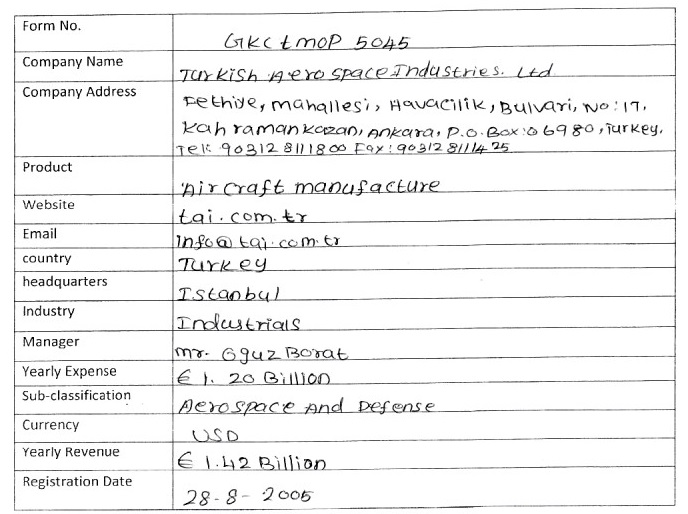 Form No.
GKCtmoP 5045
Company Name
Turkish Aerospace Industries. Ltd
Company Address
Fethiye, mahallesi, Havacilik, Bulvari, No: 17,
Kahramankazan, Ankara, P.O.Box: 06980, Turkey.
Tel: 903128111800 Fax: 903128111425
Product
Aircraft manufacture
Website
tai.com.tr
Email
info@tai.com.tr
country
Turkey
headquarters
Istanbul
Industry
Industrials
Manager
mr. Oguz Borat
Yearly Expense
€ 1. 20 Billion
Sub-classification
Aerospace And Defense
Currency
USD
Yearly Revenue
€ 1.42 Billion
Registration Date
28-8-2005